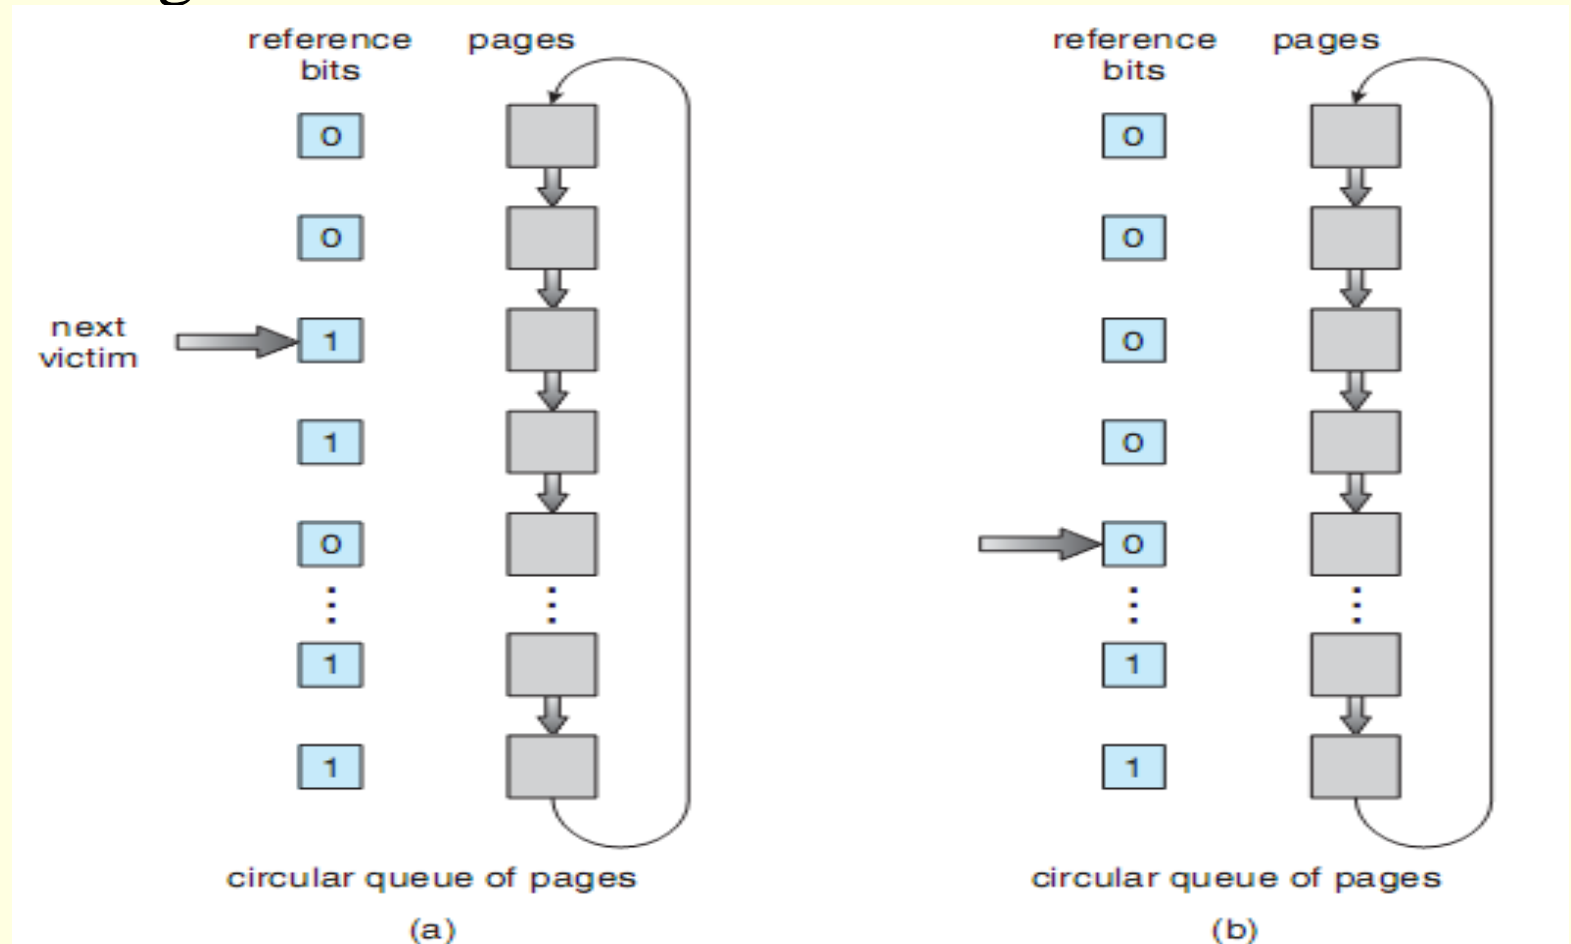 reference pages
bits
0
0
next
victim
1
1
0
1
1
circular queue of pages
(a)
reference pages
bits
0
0
0
0
0
1
1
circular queue of pages
(b)